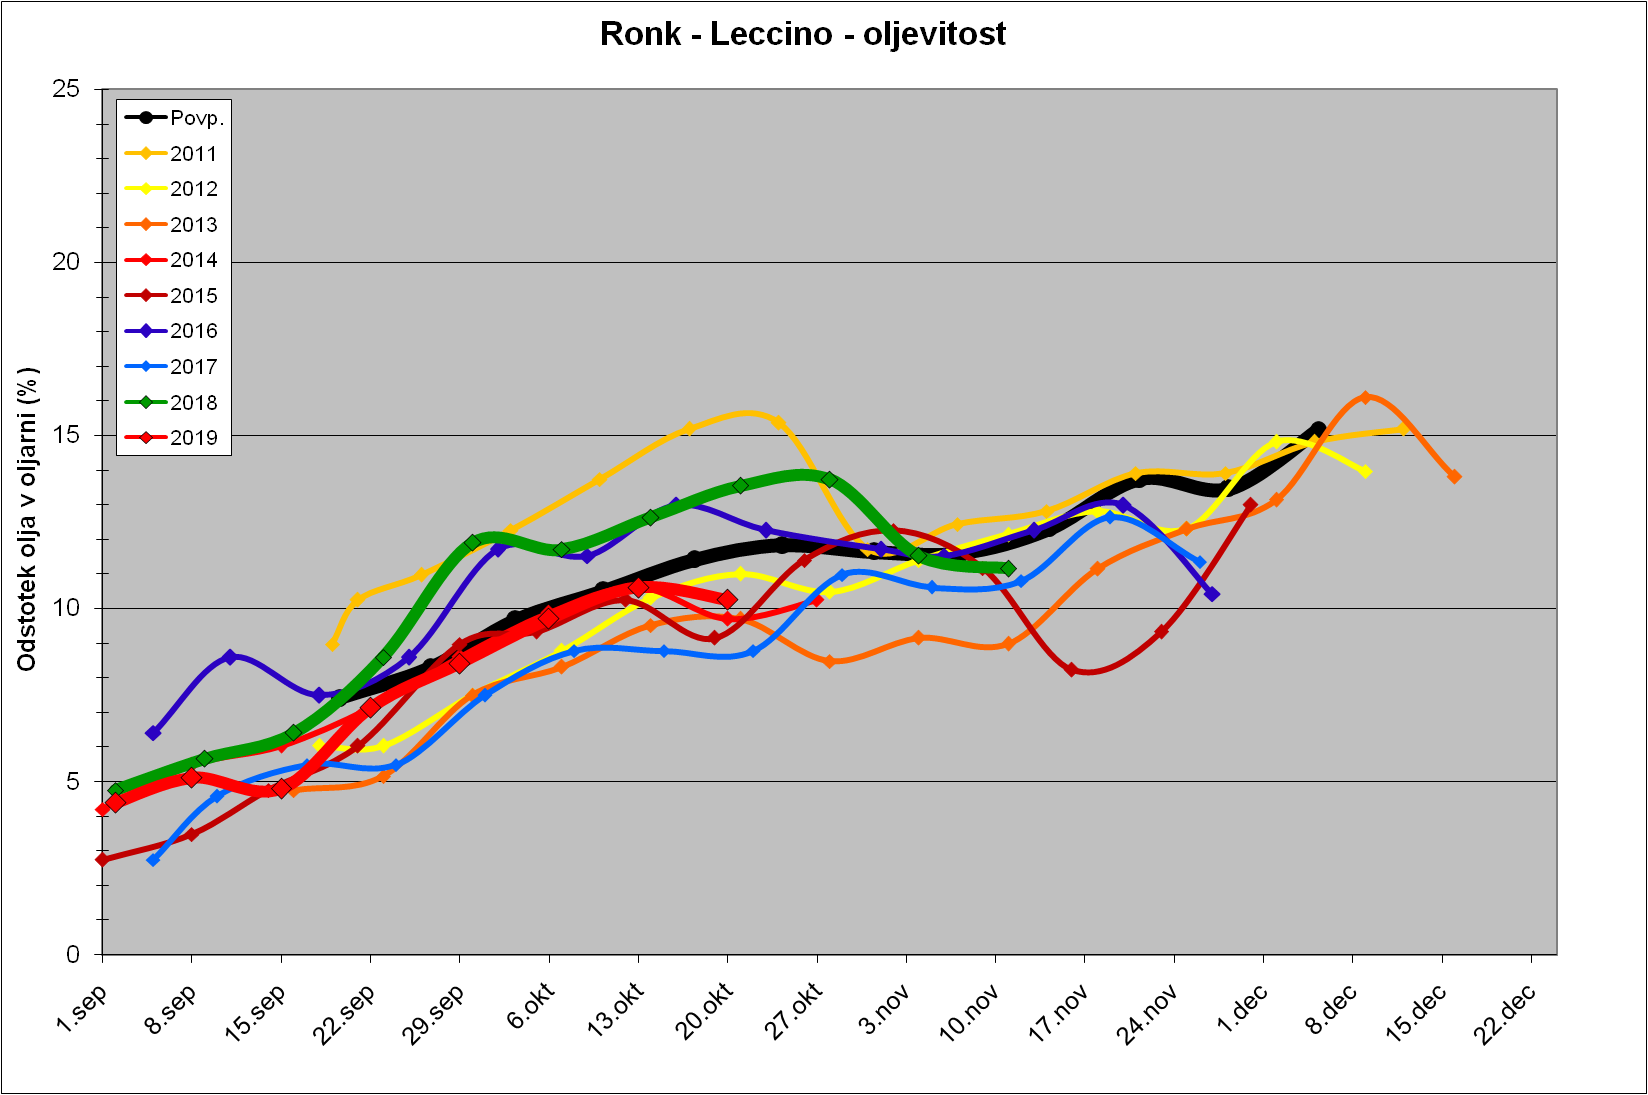 Ronk - Leccino - oljevitost
Odstotek olja v oljarni (%)
25
20
15
10
5
0
Povp.
2011
2012
2013
2014
2015
2016
2017
2018
2019
1.sep
8.sep
15.sep
22.sep
29.sep
6.okt
13.okt
20.okt
27.okt
3.nov
10.nov
17.nov
24.nov
1.dec
8.dec
15.dec
22.dec